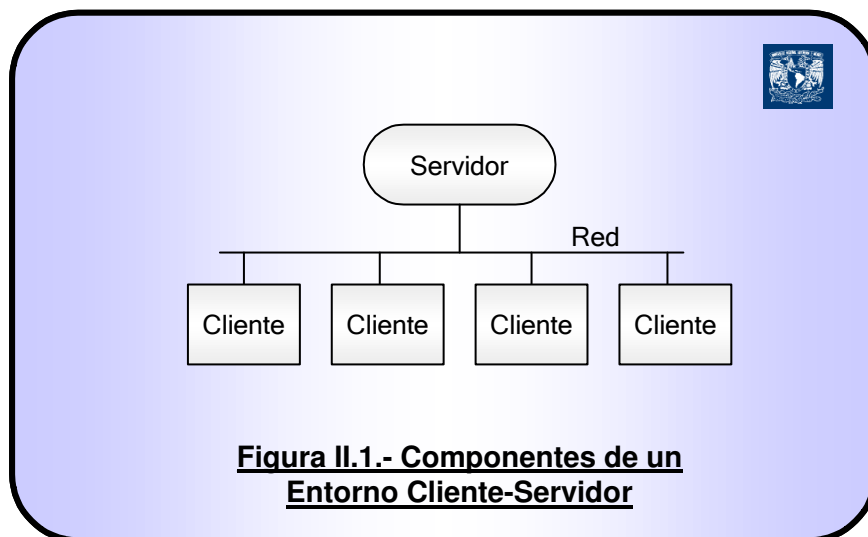 Servidor
Red
Cliente Cliente Cliente Cliente
Figura II.1.- Componentes de un
Entorno Cliente-Servidor